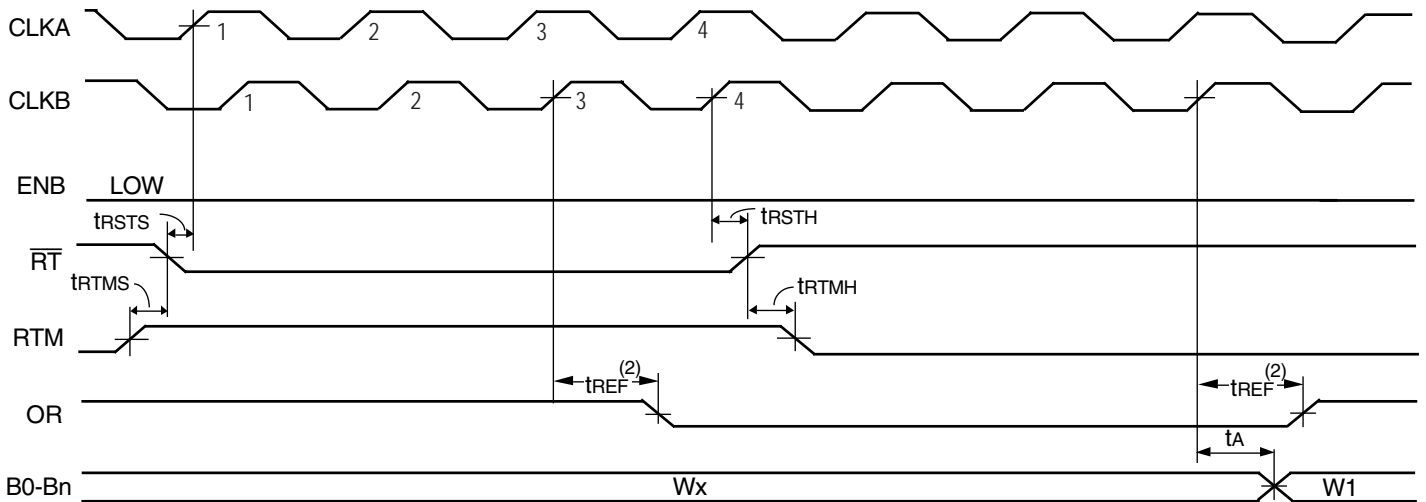 CLKA 1 2 3 4
CLKB 1 2 3 4
ENB LOW
tRSTS tRSTH
RT
tRTMS tRTMH
RTM
tREF(2) tREF(2)
OR
tA
B0-Bn Wx W1